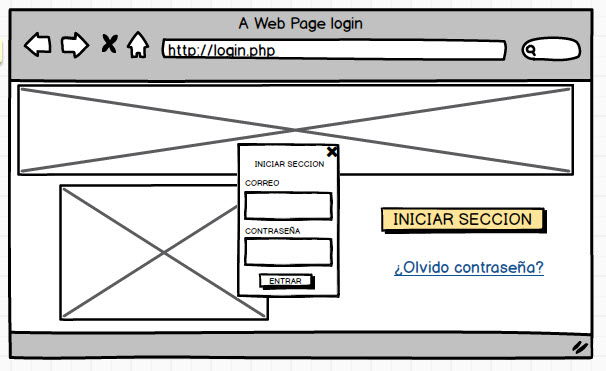 A Web Page login
http://login.php
INICIAR SECCION
CORREO
CONTRASEÑA
ENTRAR
INICIAR SECCION
¿Olvido contraseña?